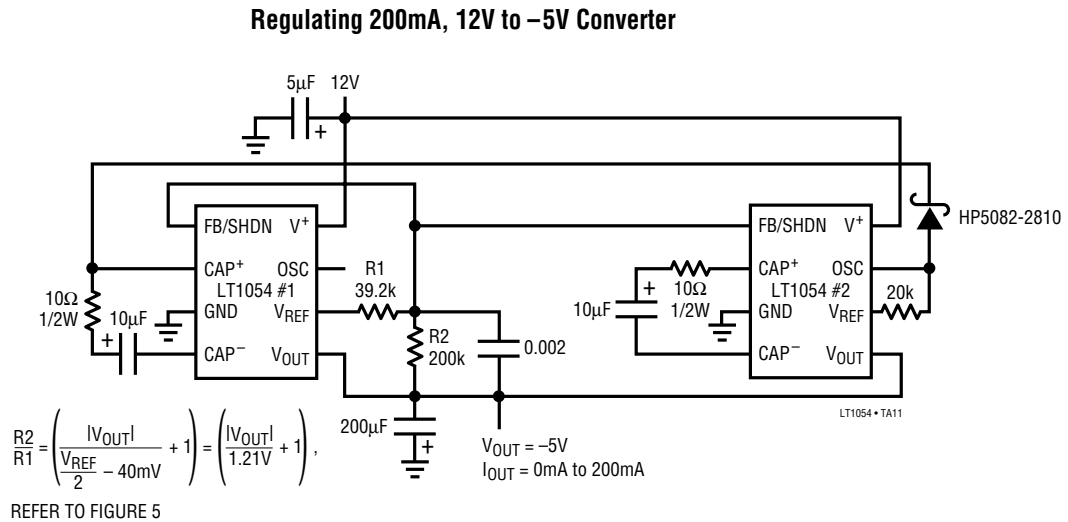 Regulating 200mA, 12V to –5V Converter
5µF 12V
+
FB/SHDN V+
CAP+ OSC
LT1054 #1
GND VREF
CAP– VOUT
10Ω
1/2W
10µF
+
R1
39.2k
R2
200k
0.002
200µF
+
VOUT = –5V
IOUT = 0mA to 200mA
FB/SHDN V+
CAP+ OSC
LT1054 #2
GND VREF
CAP– VOUT
HP5082-2810
10µF
+
10Ω
1/2W
20k
LT1054 • TA11
R2/R1 = (|VOUT| / (VREF/2 – 40mV) + 1) = (|VOUT|/1.21V + 1) ,
REFER TO FIGURE 5